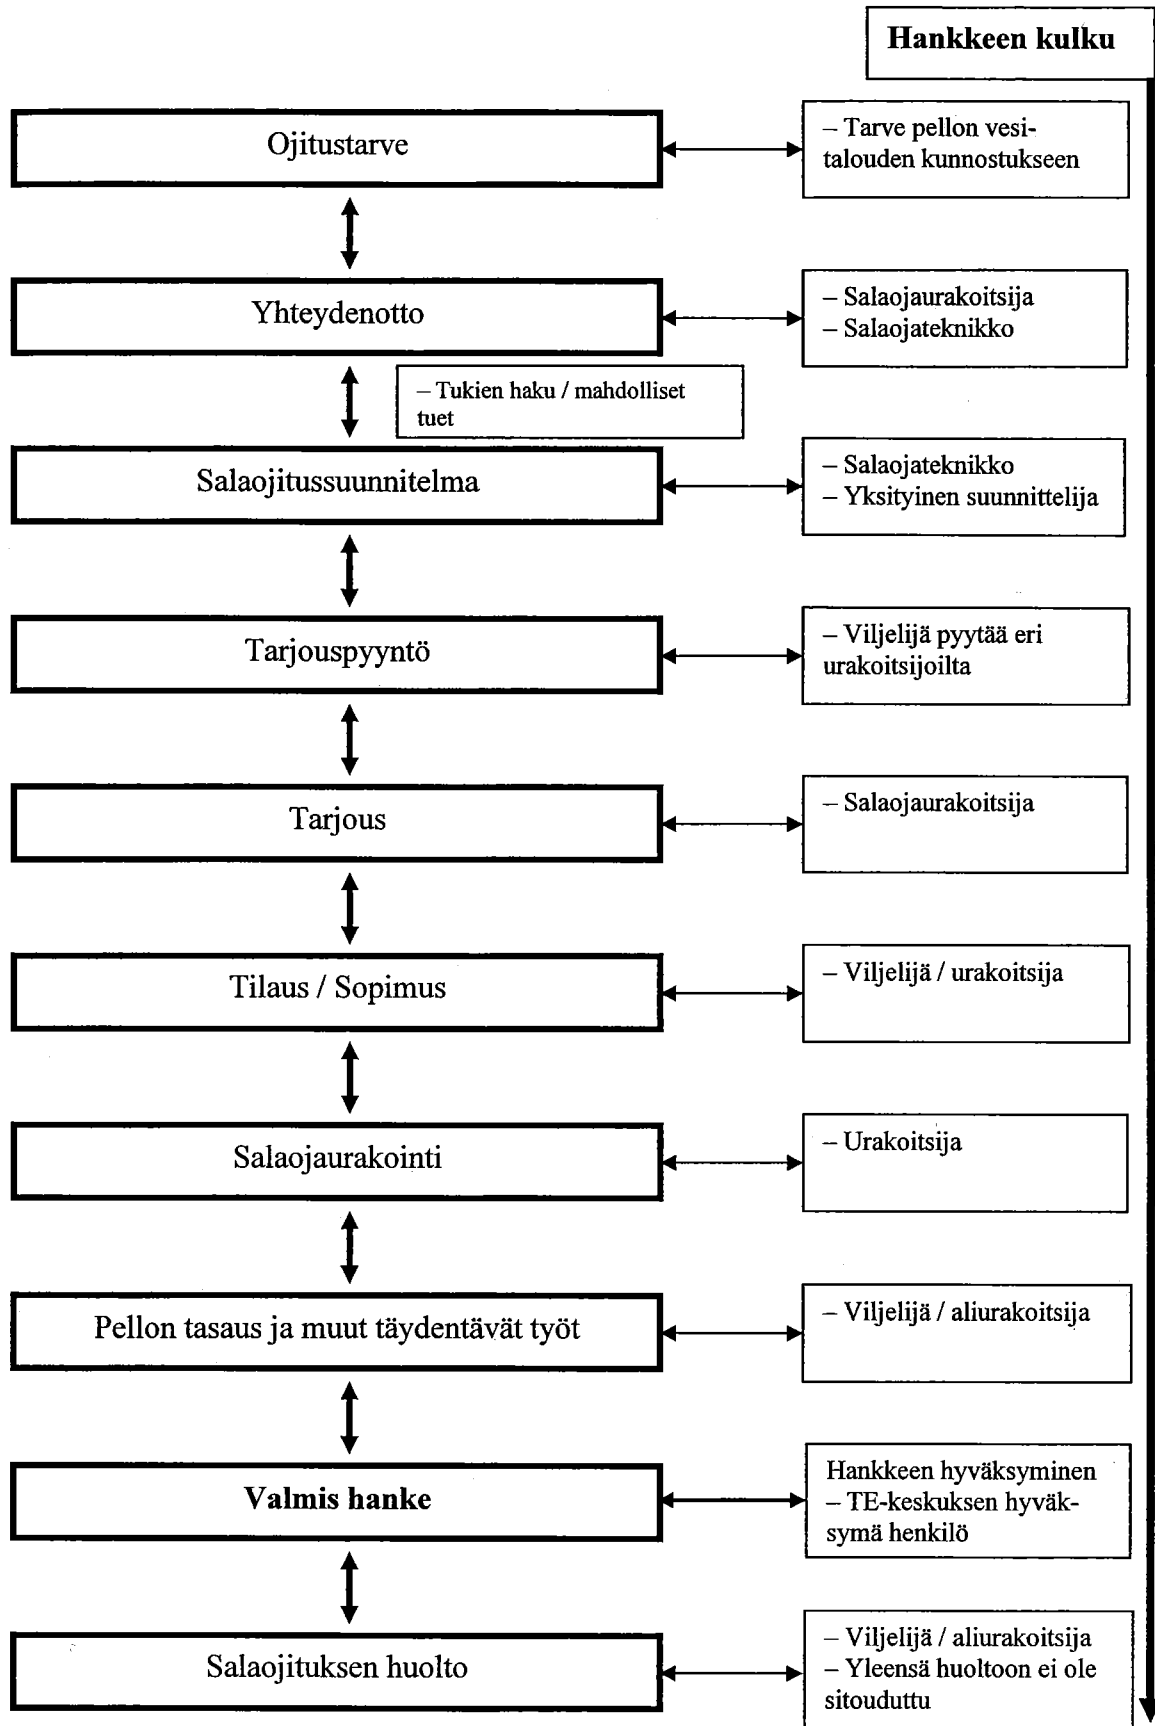 Hankkeen kulku
Ojitustarve
– Tarve pellon vesi-
talouden kunnostukseen
Yhteydenotto
– Salaojaurakoitsija
– Salaojateknikko
– Tukien haku / mahdolliset
tuet
Salaojitussuunnitelma
– Salaojateknikko
– Yksityinen suunnittelija
Tarjouspyyntö
– Viljelijä pyytää eri
urakoitsijoilta
Tarjous
– Salaojaurakoitsija
Tilaus / Sopimus
– Viljelijä / urakoitsija
Salaojaurakointi
– Urakoitsija
Pellon tasaus ja muut täydentävät työt
– Viljelijä / aliurakoitsija
Valmis hanke
Hankkeen hyväksyminen
– TE-keskuksen hyväk-
symä henkilö
Salaojituksen huolto
– Viljelijä / aliurakoitsija
– Yleensä huoltoon ei ole
sitouduttu